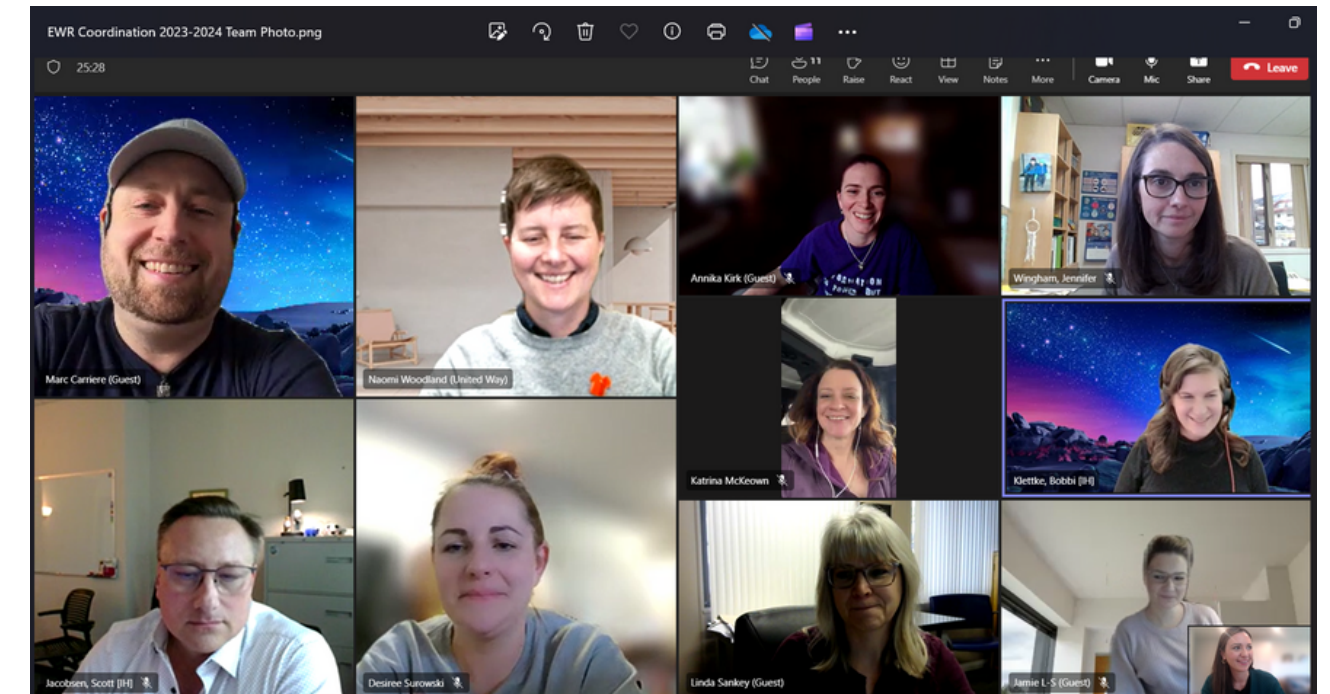 EWR Coordination 2023-2024 Team Photo.png
25:28
11
Chat People Raise React View Notes More Camera Mic Share Leave
Marc Carriere (Guest)
Naomi Woodland (United Way)
Annika Kirk (Guest)
Wingham, Jennifer
Katrina McKeown
Klettke, Bobbi [IH]
Jacobsen, Scott [IH]
Desiree Surowski
Linda Sankey (Guest)
Jamie L-S (Guest)